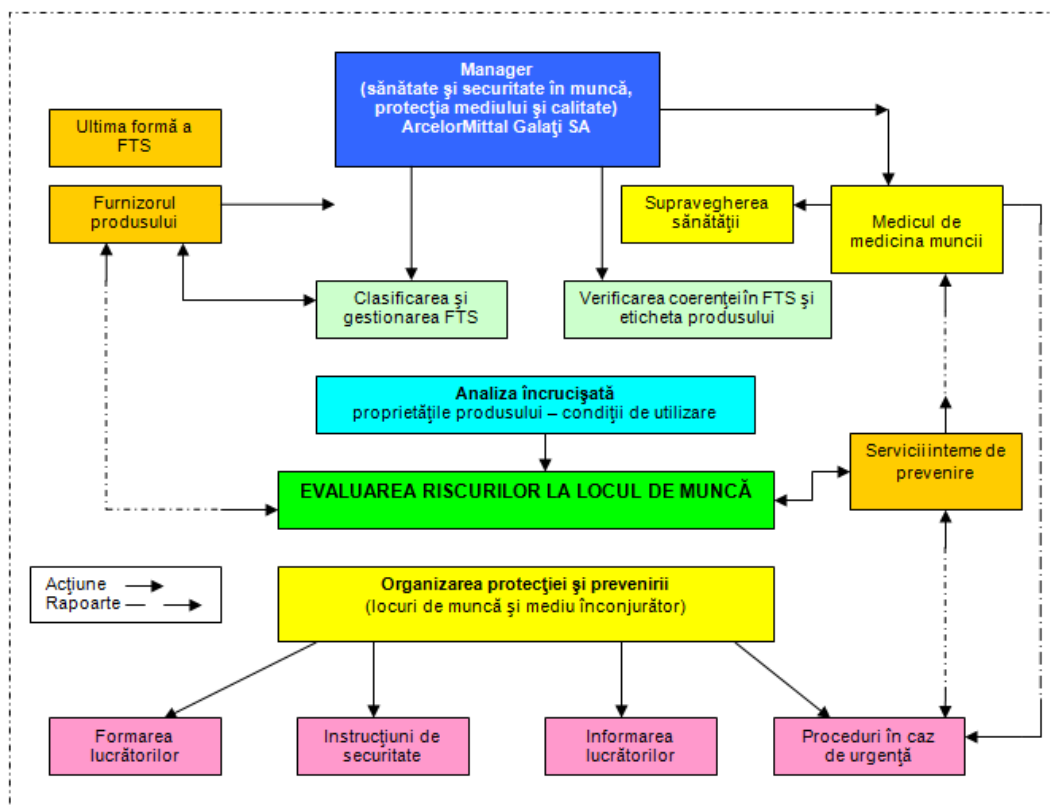 Manager
(sănătate şi securitate în muncă,
protecţia mediului şi calitate)
ArcelorMittal Galaţi SA
Ultima formă a
FTS
Furnizorul
produsului
Supravegherea
sănătăţii
Medicul de
medicina muncii
Clasificarea şi
gestionarea FTS
Verificarea coerenţei în FTS şi
eticheta produsului
Analiza încrucişată
proprietăţile produsului – condiţii de utilizare
Servicii interne de
prevenire
EVALUAREA RISCURILOR LA LOCUL DE MUNCĂ
Acţiune
Rapoarte
Organizarea protecţiei şi prevenirii
(locuri de muncă şi mediu înconjurător)
Formarea
lucrătorilor
Instrucţiuni de
securitate
Informarea
lucrătorilor
Proceduri în caz
de urgenţă